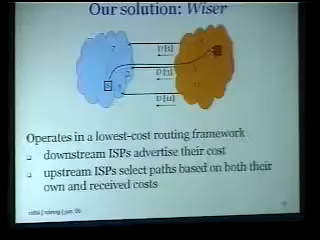 Our solution: Wiser
S
Operates in a lowest-cost routing framework
downstream ISPs advertise their cost
upstream ISPs select paths based on both their
own and received costs